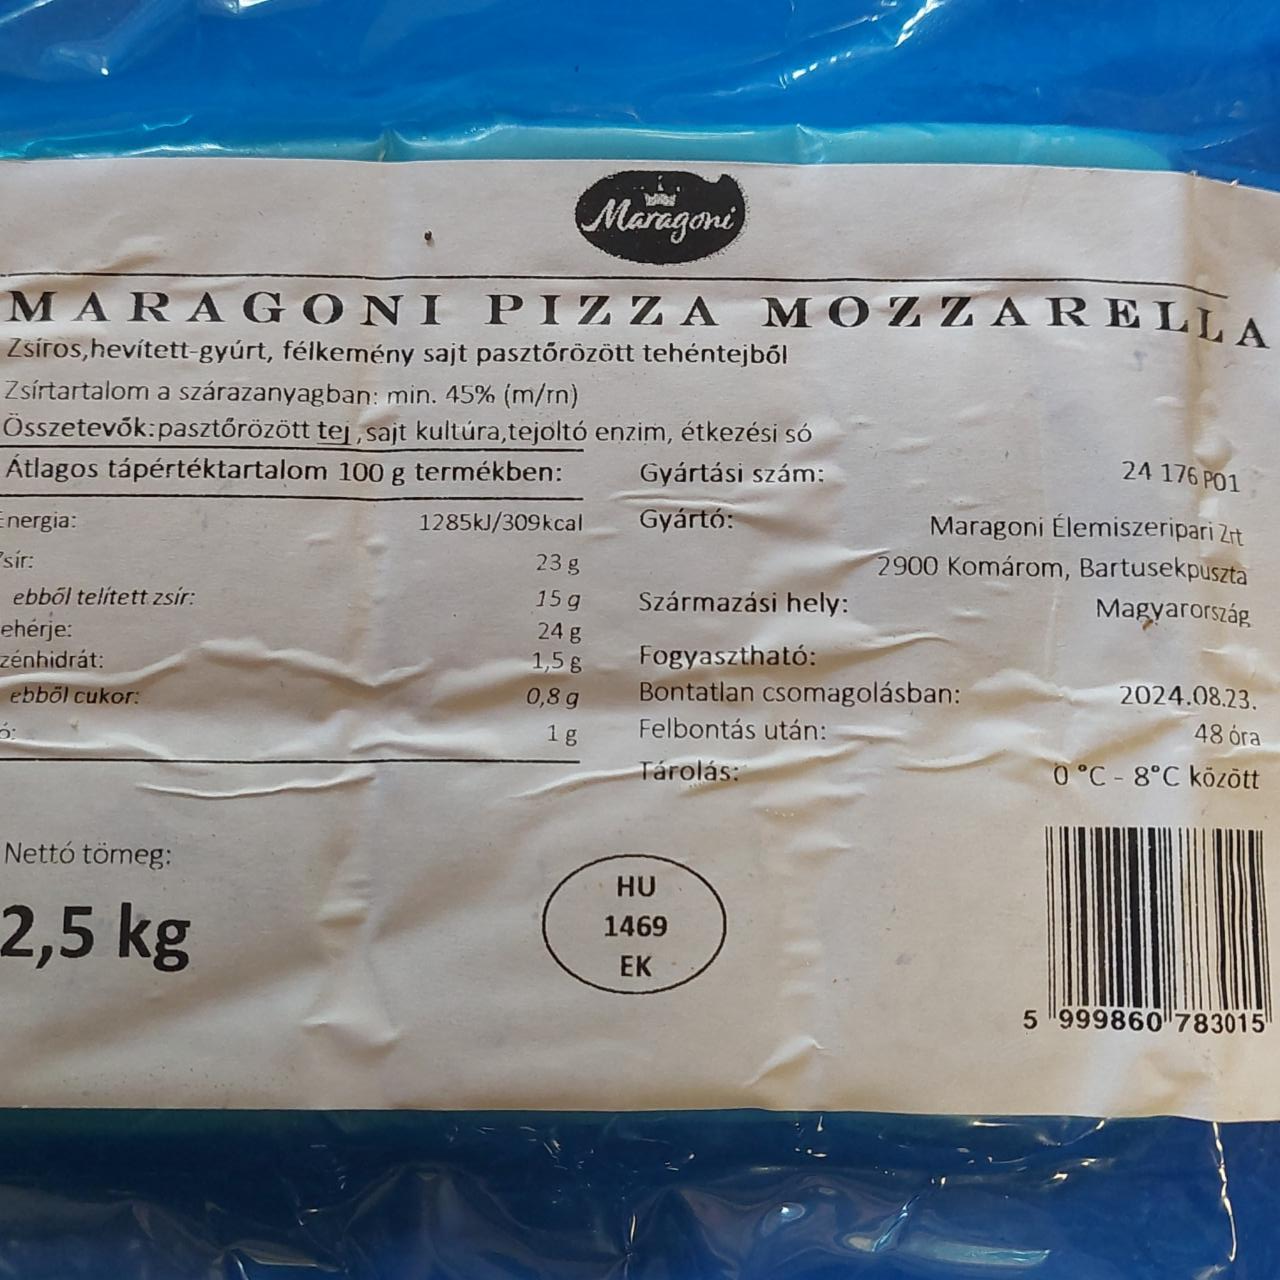 Maragoni
MARAGONI PIZZA MOZZARELLA
Zsíros,hevített-gyúrt, félkemény sajt pasztőrözött tehéntejből
Zsírtartalom a szárazanyagban: min. 45% (m/m)
Összetevők:pasztőrözött tej ,sajt kultúra,tejoltó enzim, étkezési só
Átlagos tápértéktartalom 100 g termékben:
Energia: 1285kJ/309kcal
Zsír: 23 g
ebből telített zsír: 15 g
ehérje: 24 g
zénhidrát: 1,5 g
ebből cukor: 0,8 g
ó: 1 g
Gyártási szám: 24 176 P01
Gyártó: Maragoni Élemiszeripari Zrt
2900 Komárom, Bartusekpuszta
Származási hely: Magyarország
Fogyasztható:
Bontatlan csomagolásban: 2024.08.23.
Felbontás után: 48 óra
Tárolás: 0 °C - 8°C között
Nettó tömeg:
2,5 kg
HU
1469
EK
5 999860 783015